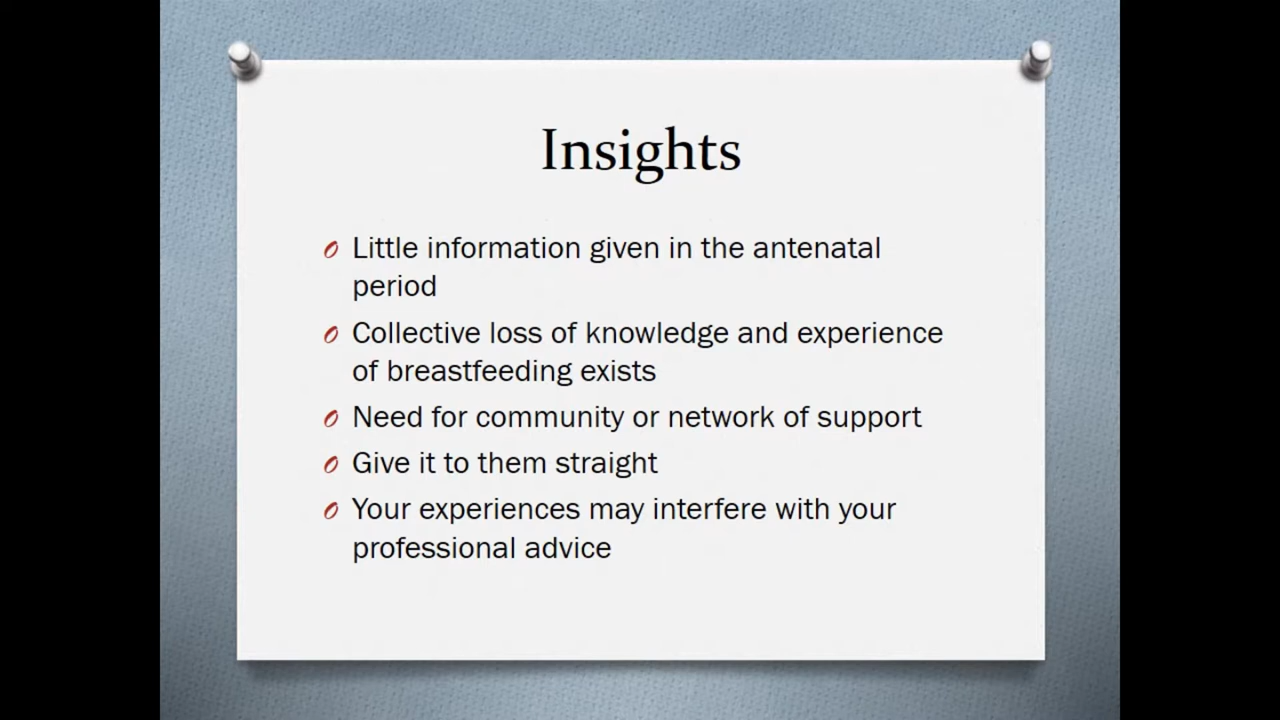 Insights
Little information given in the antenatal
period
Collective loss of knowledge and experience
of breastfeeding exists
Need for community or network of support
Give it to them straight
Your experiences may interfere with your
professional advice